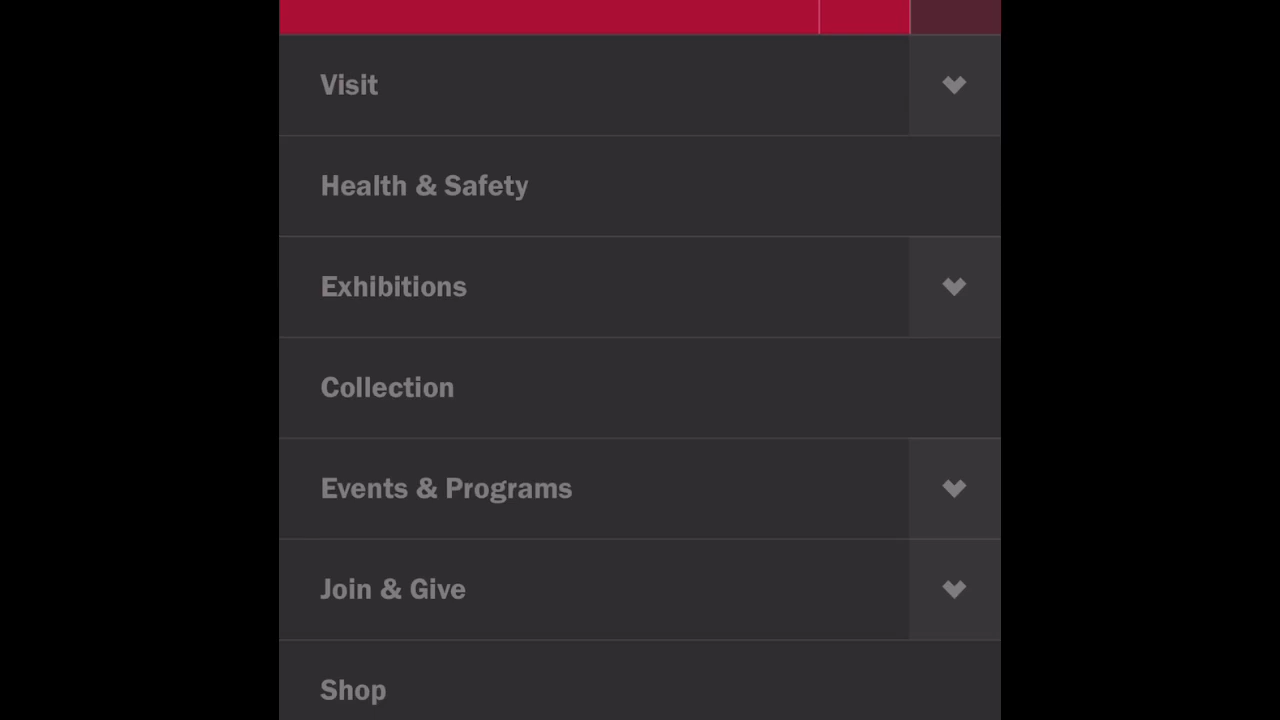 Visit
Health & Safety
Exhibitions
Collection
Events & Programs
Join & Give
Shop